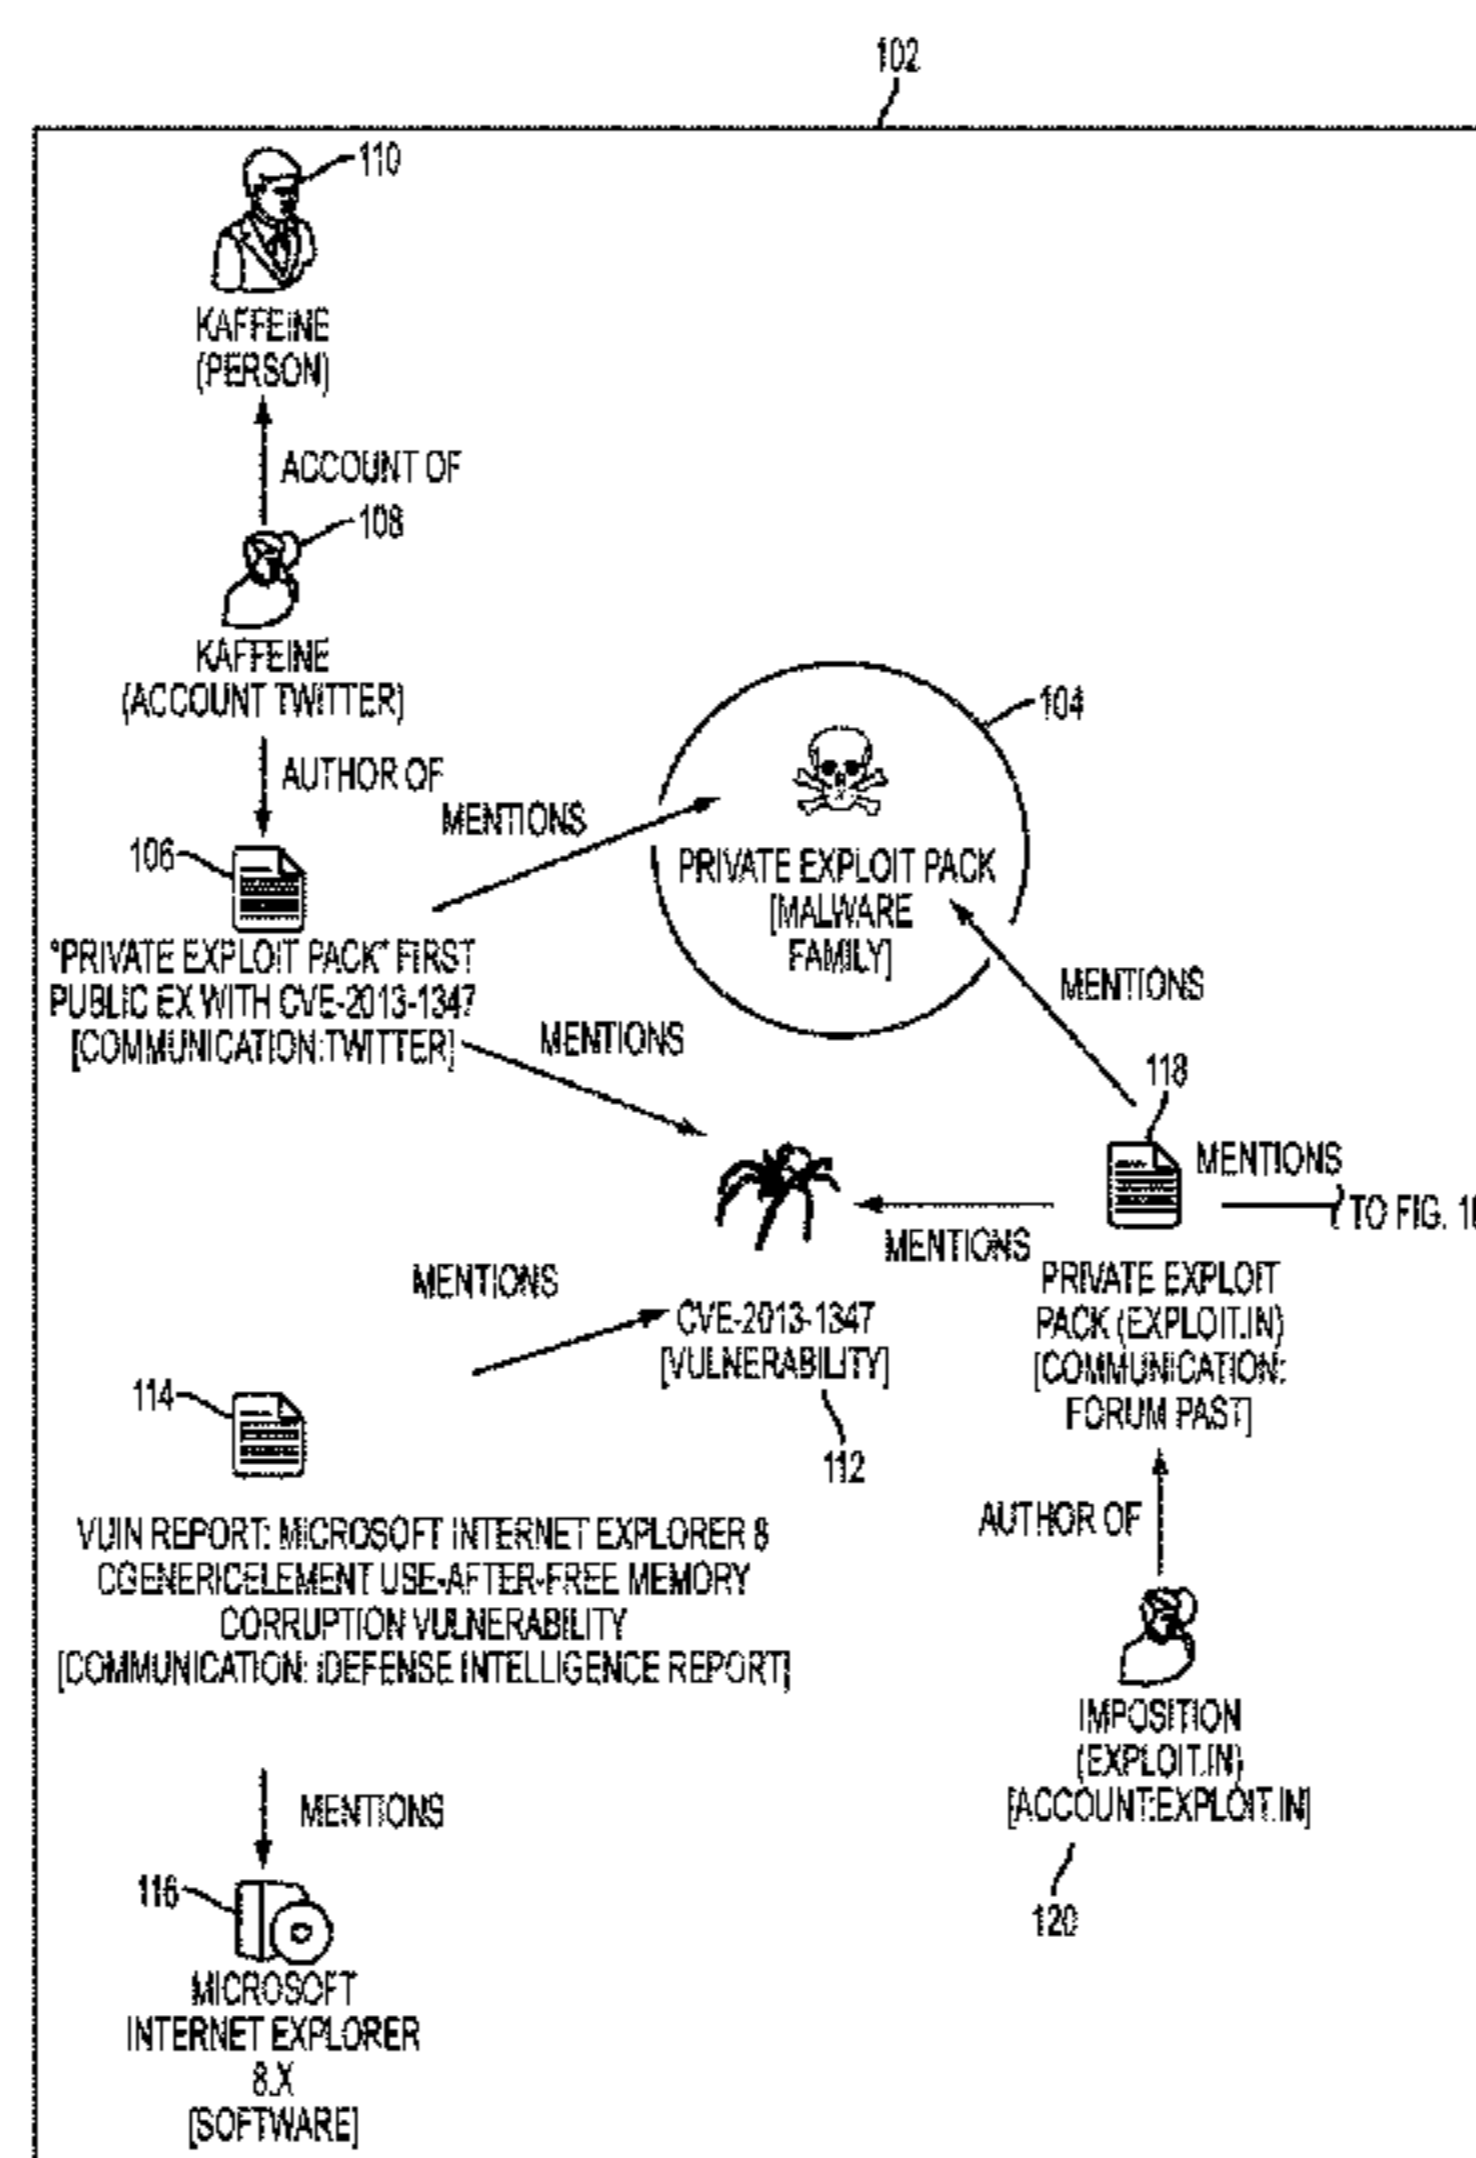 102
110
KAFFEINE
(PERSON)
ACCOUNT OF
108
KAFFEINE
(ACCOUNT TWITTER)
AUTHOR OF
MENTIONS
104
PRIVATE EXPLOIT PACK
[MALWARE
FAMILY]
106
"PRIVATE EXPLOIT PACK" FIRST
PUBLIC EX WITH CVE-2013-1347
[COMMUNICATION:TWITTER]
MENTIONS
MENTIONS
118
MENTIONS
TO FIG.
MENTIONS
PRIVATE EXPLOIT
PACK (EXPLOIT.IN)
[COMMUNICATION:
FORUM PAST]
MENTIONS
CVE-2013-1347
[VULNERABILITY]
112
114
VUIN REPORT: MICROSOFT INTERNET EXPLORER 8
CGENERICELEMENT USE-AFTER-FREE MEMORY
CORRUPTION VULNERABILITY
[COMMUNICATION: iDEFENSE INTELLIGENCE REPORT]
AUTHOR OF
IMPOSITION
(EXPLOIT.IN)
[ACCOUNT:EXPLOIT.IN]
120
MENTIONS
116
MICROSOFT
INTERNET EXPLORER
8.X
[SOFTWARE]